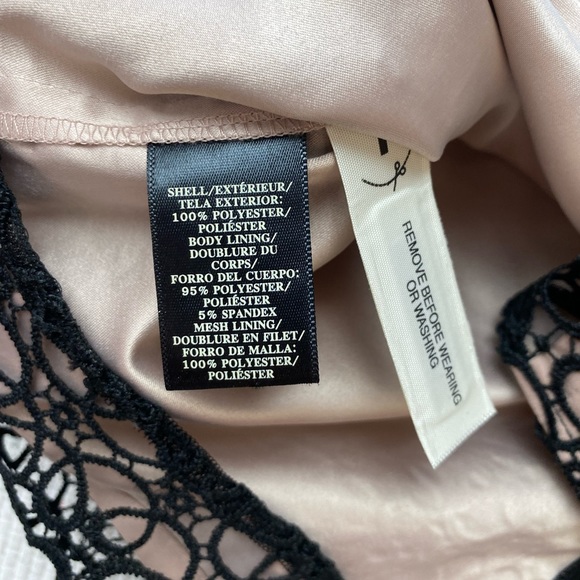 SHELL/EXTÉRIEUR/
TELA EXTERIOR:
100% POLYESTER/
POLIÉSTER
BODY LINING/
DOUBLURE DU
CORPS/
FORRO DEL CUERPO:
95% POLYESTER/
POLIÉSTER
5% SPANDEX
MESH LINING/
DOUBLURE EN FILET/
FORRO DE MALLA:
100% POLYESTER/
POLIÉSTER
REMOVE BEFORE WEARING
OR WASHING